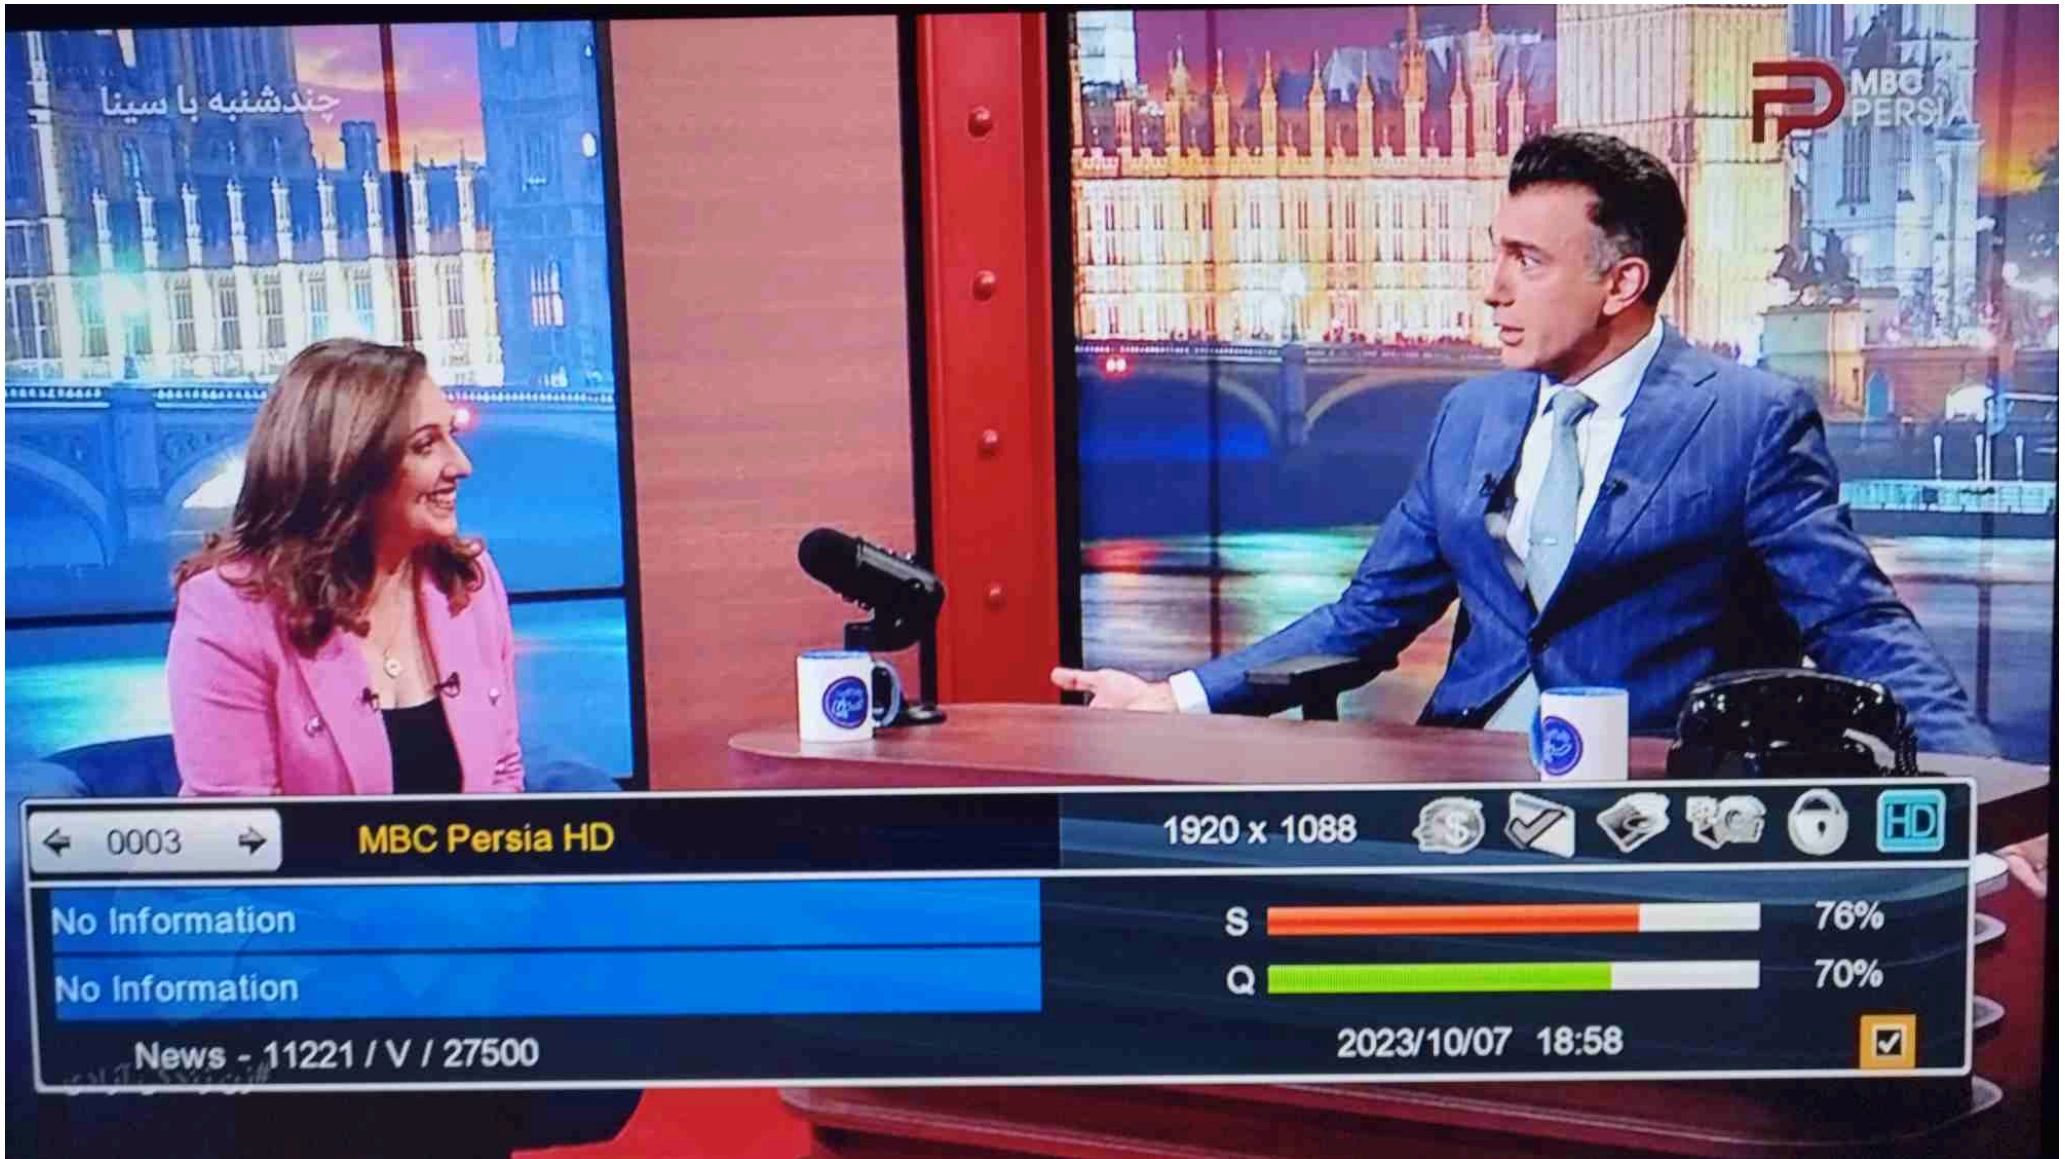 چندشنبه با سینا
MBC
PERSIA
0003
MBC Persia HD
1920 x 1088
$
HD
No Information
S
76%
No Information
Q
70%
News - 11221 / V / 27500
2023/10/07 18:58